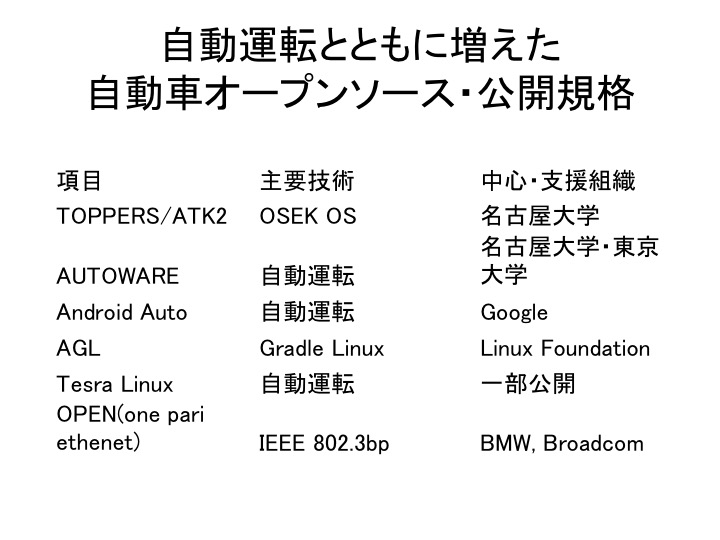 自動運転とともに増えた
自動車オープンソース・公開規格
項目 主要技術 中心・支援組織
TOPPERS/ATK2 OSEK OS 名古屋大学
AUTOWARE 自動運転 名古屋大学・東京
大学
Android Auto 自動運転 Google
AGL Gradle Linux Linux Foundation
Tesra Linux 自動運転 一部公開
OPEN(one pari
ethenet) IEEE 802.3bp BMW, Broadcom